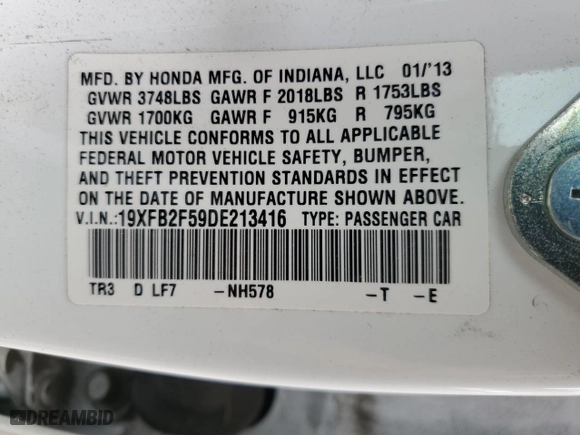 MFD. BY HONDA MFG. OF INDIANA, LLC 01/'13
GVWR 3748LBS GAWR F 2018LBS R 1753LBS
GVWR 1700KG GAWR F 915KG R 795KG
THIS VEHICLE CONFORMS TO ALL APPLICABLE
FEDERAL MOTOR VEHICLE SAFETY, BUMPER,
AND THEFT PREVENTION STANDARDS IN EFFECT
ON THE DATE OF MANUFACTURE SHOWN ABOVE.
V.I.N.:19XFB2F59DE213416 TYPE: PASSENGER CAR
TR3 D LF7 -NH578 -T -E
DREAMBID